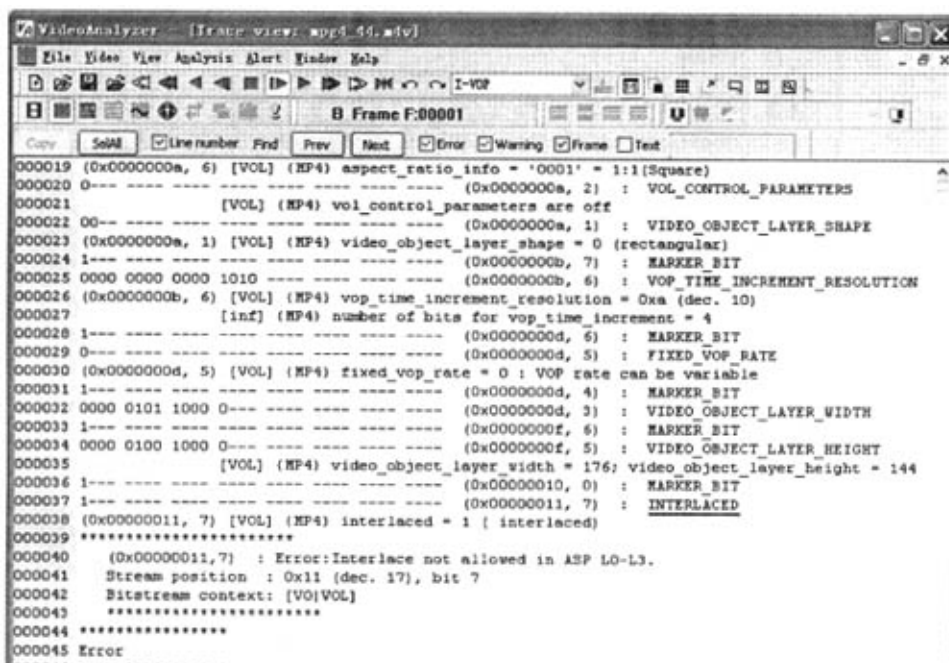 VideoAnalyzer - [Trace view: mpg4_44.m4v]
File Video View Analysis Alert Window Help
I-VOP
B Frame F:00001
Copy SelAll Line number Find Prev Next Error Warning Frame Text
000019 (0x0000000a, 6) [VOL] (MP4) aspect_ratio_info = '0001' = 1:1(Square)
000020 0--- ---- ---- ---- ---- ---- ---- ---- (0x0000000a, 2) : VOL_CONTROL_PARAMETERS
000021 [VOL] (MP4) vol_control_parameters are off
000022 00-- ---- ---- ---- ---- ---- ---- ---- (0x0000000a, 1) : VIDEO_OBJECT_LAYER_SHAPE
000023 (0x0000000a, 1) [VOL] (MP4) video_object_layer_shape = 0 (rectangular)
000024 1--- ---- ---- ---- ---- ---- ---- ---- (0x0000000b, 7) : MARKER_BIT
000025 0000 0000 0000 1010 ---- ---- ---- ---- (0x0000000b, 6) : VOP_TIME_INCREMENT_RESOLUTION
000026 (0x0000000b, 6) [VOL] (MP4) vop_time_increment_resolution = 0xa (dec. 10)
000027 [inf] (MP4) number of bits for vop_time_increment = 4
000028 1--- ---- ---- ---- ---- ---- ---- ---- (0x0000000d, 6) : MARKER_BIT
000029 0--- ---- ---- ---- ---- ---- ---- ---- (0x0000000d, 5) : FIXED_VOP_RATE
000030 (0x0000000d, 5) [VOL] (MP4) fixed_vop_rate = 0 : VOP rate can be variable
000031 1--- ---- ---- ---- ---- ---- ---- ---- (0x0000000d, 4) : MARKER_BIT
000032 0000 0101 1000 0--- ---- ---- ---- ---- (0x0000000d, 3) : VIDEO_OBJECT_LAYER_WIDTH
000033 1--- ---- ---- ---- ---- ---- ---- ---- (0x0000000f, 6) : MARKER_BIT
000034 0000 0100 1000 0--- ---- ---- ---- ---- (0x0000000f, 5) : VIDEO_OBJECT_LAYER_HEIGHT
000035 [VOL] (MP4) video_object_layer_width = 176; video_object_layer_height = 144
000036 1--- ---- ---- ---- ---- ---- ---- ---- (0x00000010, 0) : MARKER_BIT
000037 1--- ---- ---- ---- ---- ---- ---- ---- (0x00000011, 7) : INTERLACED
000038 (0x00000011, 7) [VOL] (MP4) interlaced = 1 ( interlaced)
000039 ************************
000040 (0x00000011,7) : Error:Interlace not allowed in ASP L0-L3.
000041 Stream position : 0x11 (dec. 17), bit 7
000042 Bitstream context: [VO|VOL]
000043 ************************
000044 ****************
000045 Error